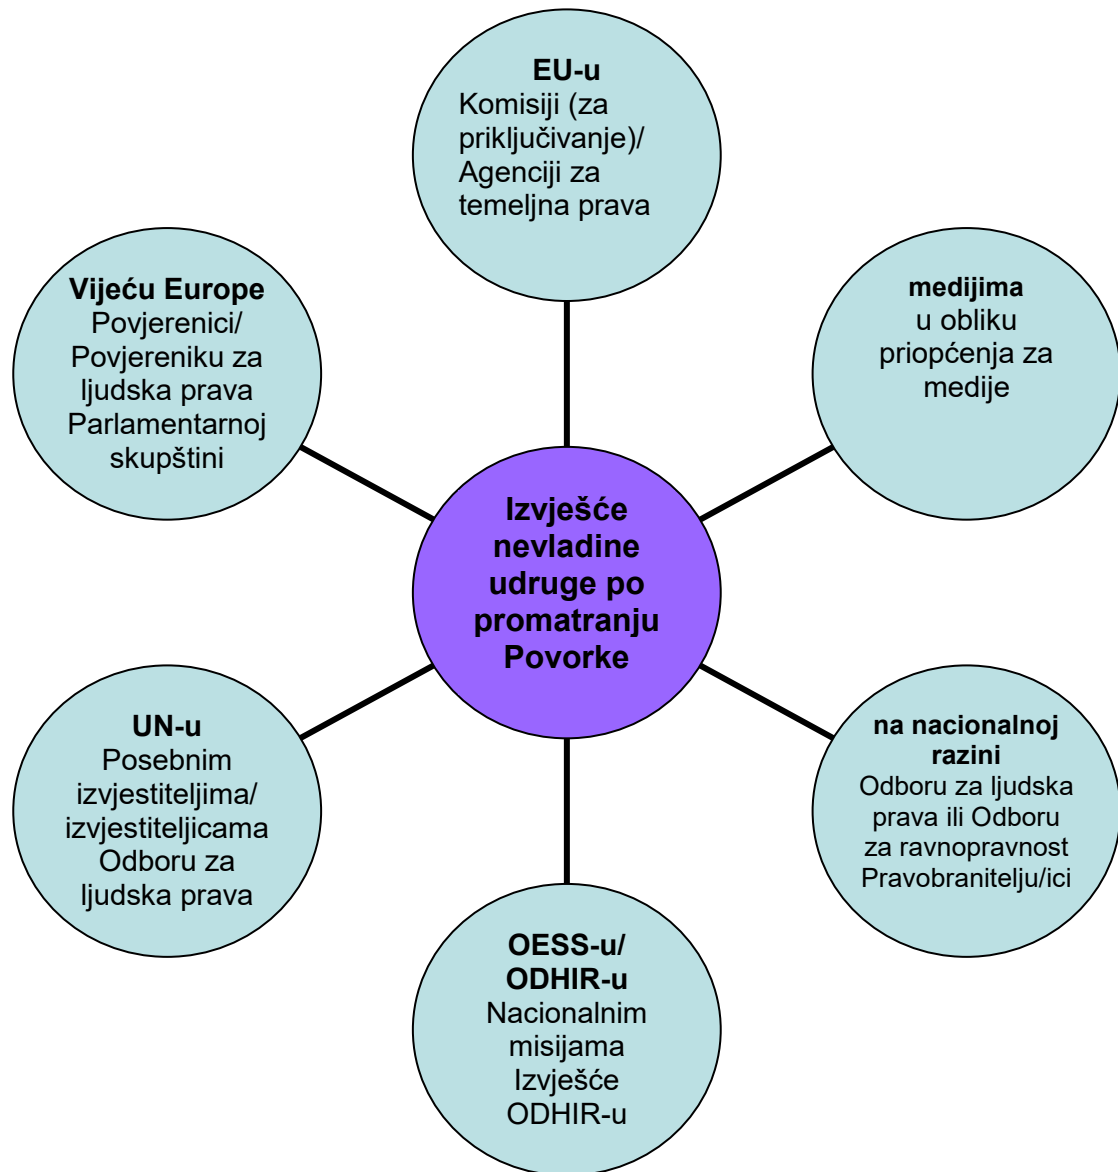 EU-u
Komisiji (za
priključivanje)/
Agenciji za
temeljna prava
Vijeću Europe
Povjerenici/
Povjereniku za
ljudska prava
Parlamentarnoj
skupštini
medijima
u obliku
priopćenja za
medije
Izvješće
nevladine
udruge po
promatranju
Povorke
UN-u
Posebnim
izvjestiteljima/
izvjestiteljicama
Odboru za
ljudska prava
na nacionalnoj
razini
Odboru za ljudska
prava ili Odboru
za ravnopravnost
Pravobranitelju/ici
OESS-u/
ODHIR-u
Nacionalnim
misijama
Izvješće
ODHIR-u